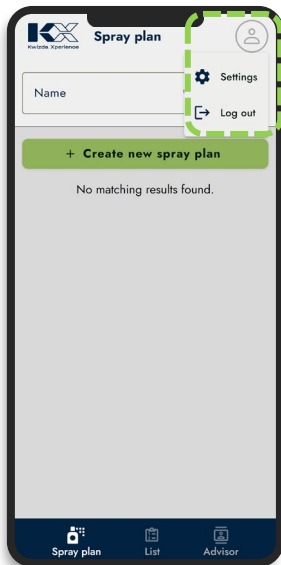 KX
Kwizda Xperience
Spray plan
Settings
Name
Log out
+ Create new spray plan
No matching results found.
Spray plan
List
Advisor